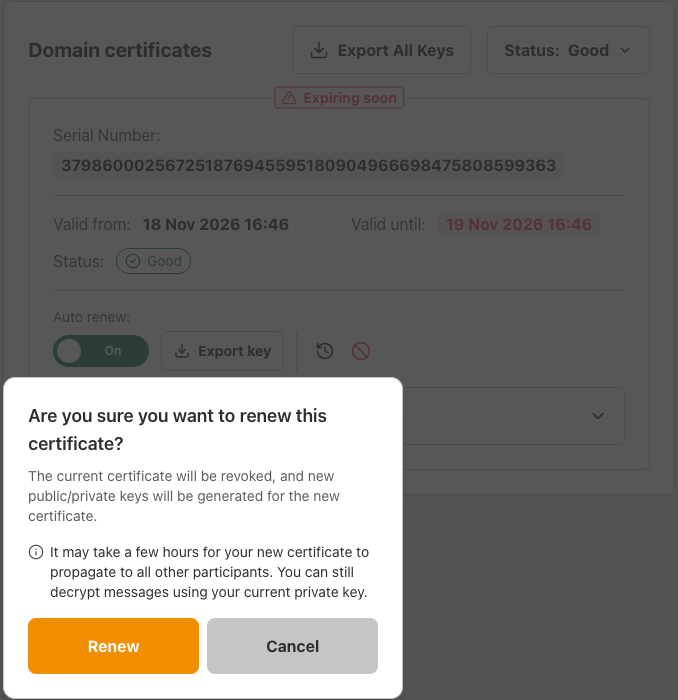 Domain certificates
Export All Keys
Status: Good
Expiring soon
Serial Number:
379860002567251876945595180904966698475808599363
Valid from: 18 Nov 2026 16:46
Valid until: 19 Nov 2026 16:46
Status: Good
Auto renew:
On
Export key
Are you sure you want to renew this
certificate?
The current certificate will be revoked, and new
public/private keys will be generated for the new
certificate.
It may take a few hours for your new certificate to
propagate to all other participants. You can still
decrypt messages using your current private key.
Renew
Cancel